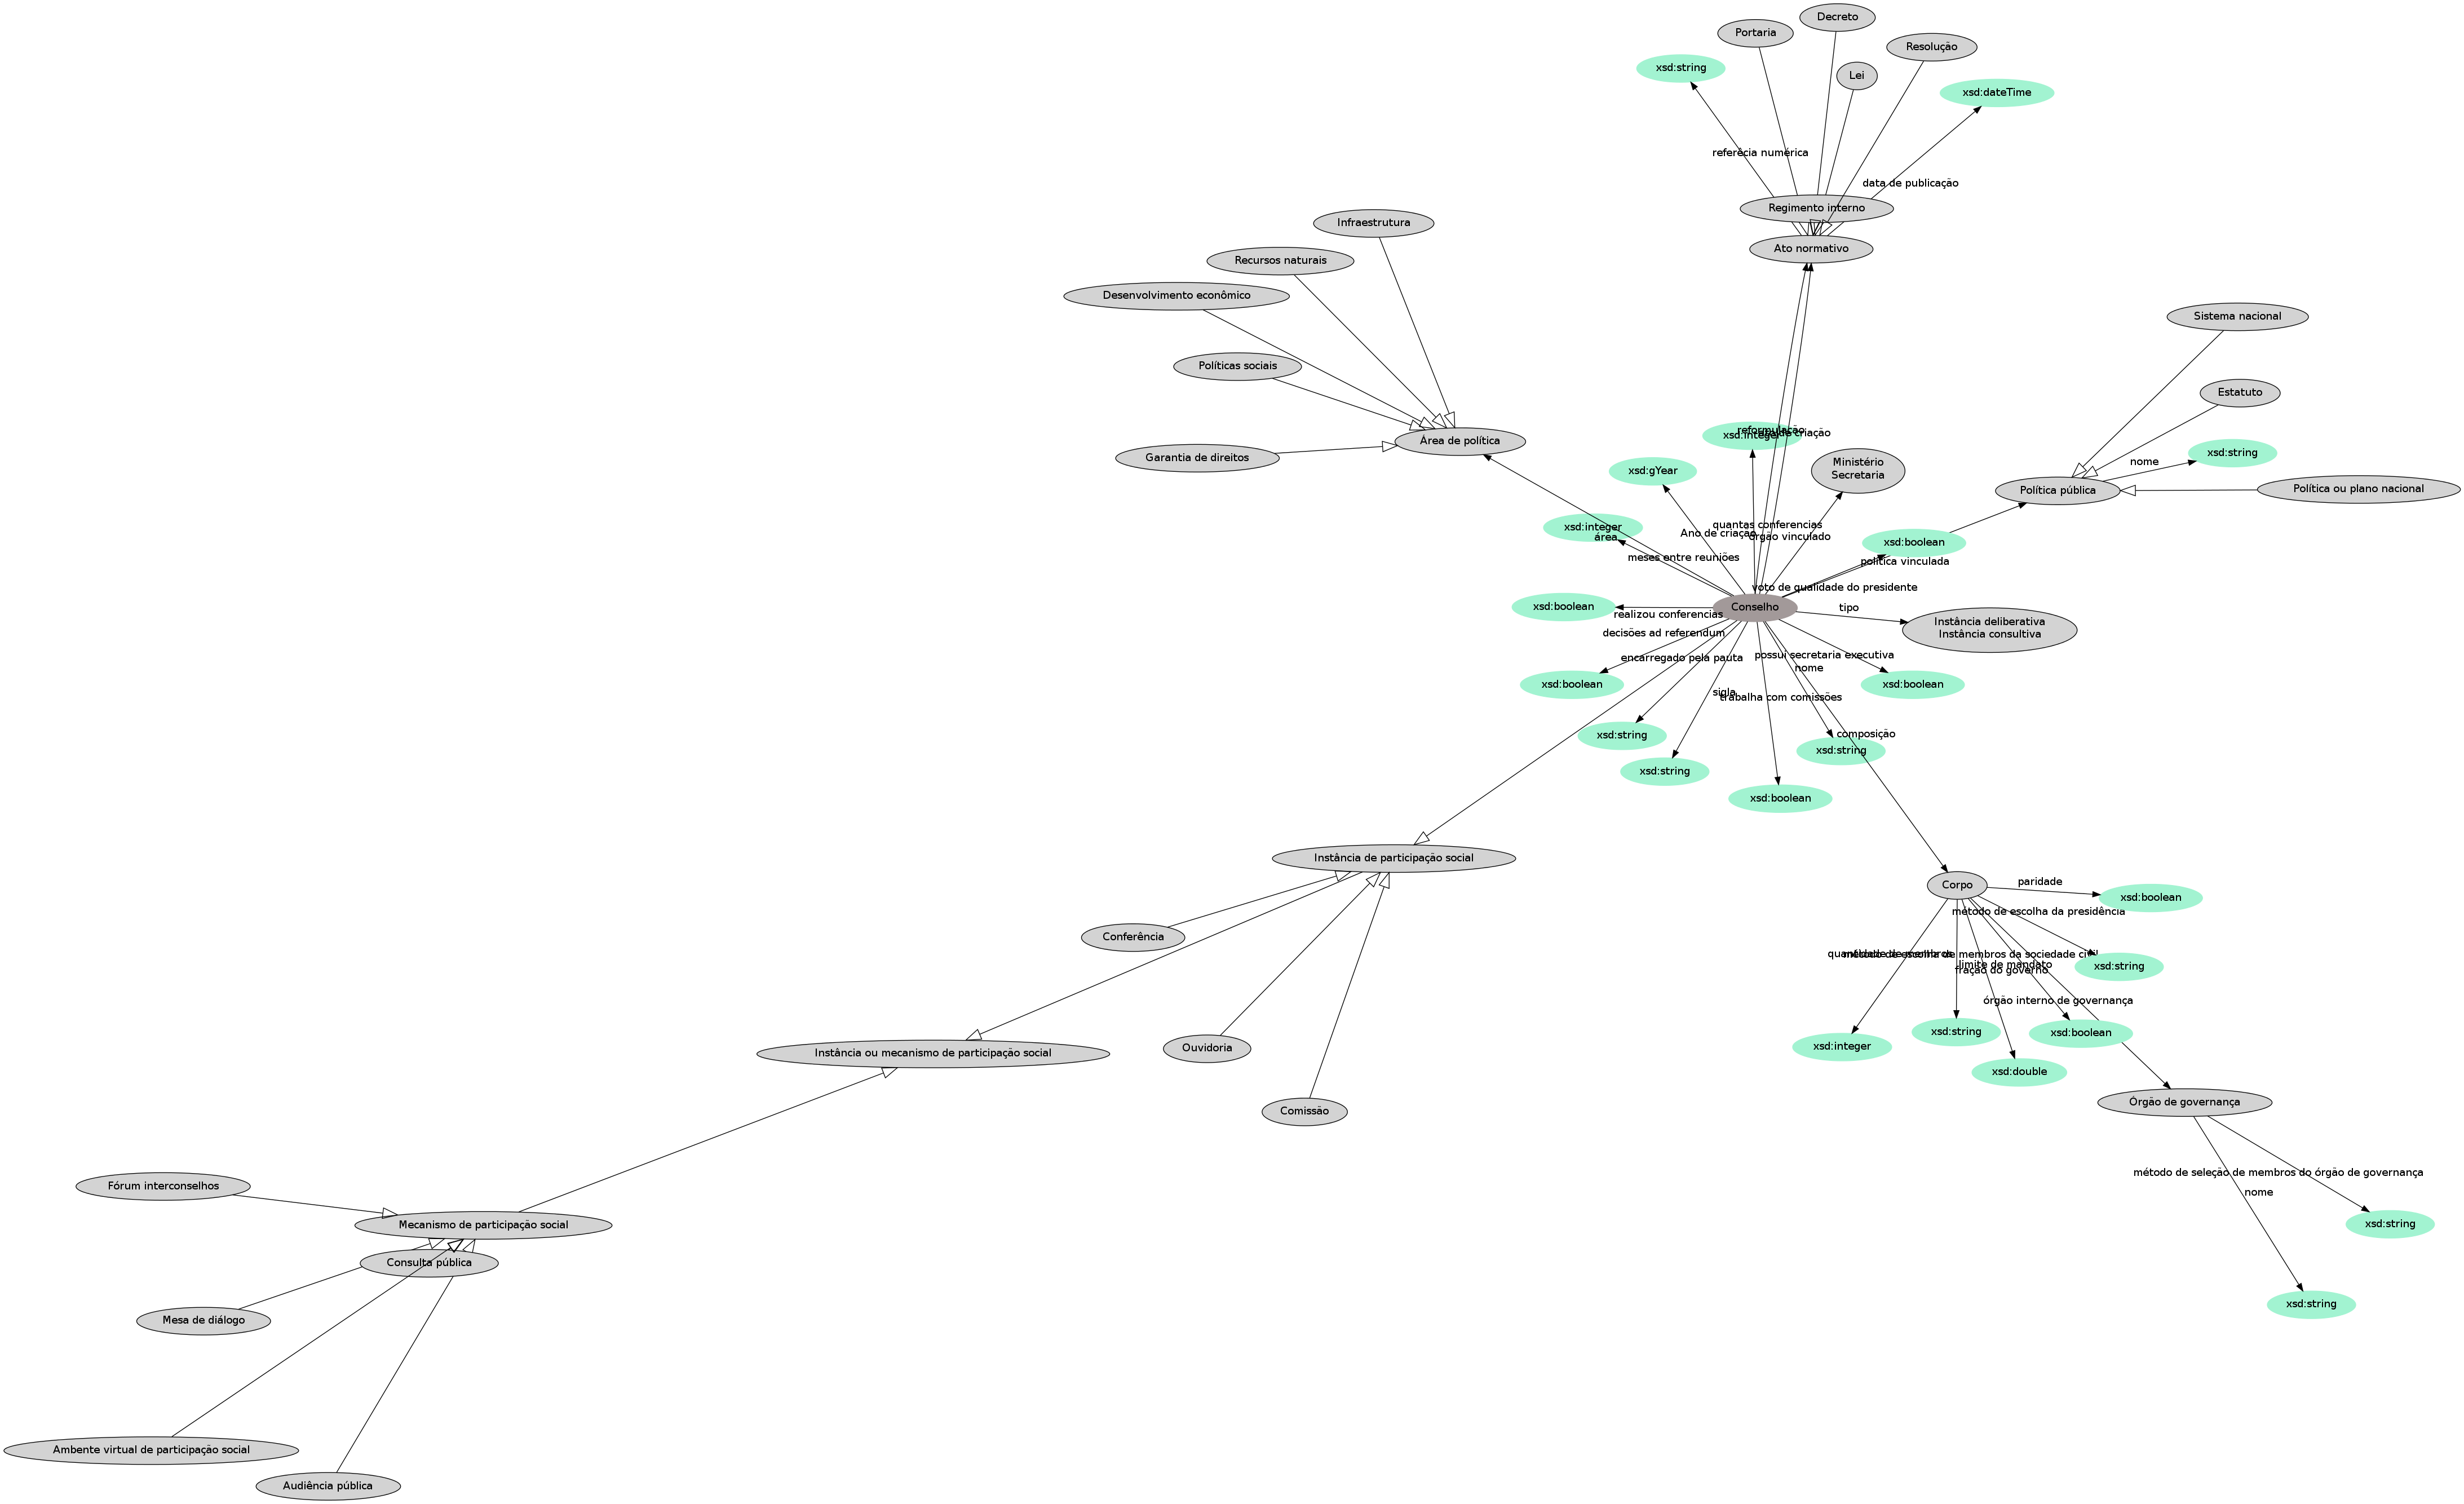 Decreto
Portaria
Resolução
xsd:string
Lei
xsd:dateTime
referêcia numérica
data de publicação
Regimento interno
Infraestrutura
Ato normativo
Recursos naturais
Desenvolvimento econômico
Sistema nacional
Políticas sociais
Estatuto
reformulação
xsd:integer
Área de política
xsd:string
nome
Garantia de direitos
Ministério
Secretaria
xsd:gYear
Política pública
Política ou plano nacional
xsd:integer
quantas conferencias
Ano de criação
órgão vinculado
área
xsd:boolean
meses entre reuniões
política vinculada
voto de qualidade do presidente
xsd:boolean
Conselho
tipo
realizou conferencias
Instância deliberativa
Instância consultiva
decisões ad referendum
encarregado pela pauta
possui secretaria executiva
nome
xsd:boolean
xsd:boolean
sigla
trabalha com comissões
xsd:string
composição
xsd:string
xsd:string
xsd:boolean
Instância de participação social
Corpo
paridade
xsd:boolean
método de escolha da presidência
Conferência
quantidade de membros
método de escolha de membros da sociedade civil
limite de mandato
fração do governo
xsd:string
órgão interno de governança
xsd:string
xsd:boolean
xsd:integer
Ouvidoria
Instância ou mecanismo de participação social
xsd:double
Órgão de governança
Comissão
método de seleção de membros do órgão de governança
Fórum interconselhos
nome
Mecanismo de participação social
xsd:string
Consulta pública
xsd:string
Mesa de diálogo
Ambente virtual de participação social
Audiência pública